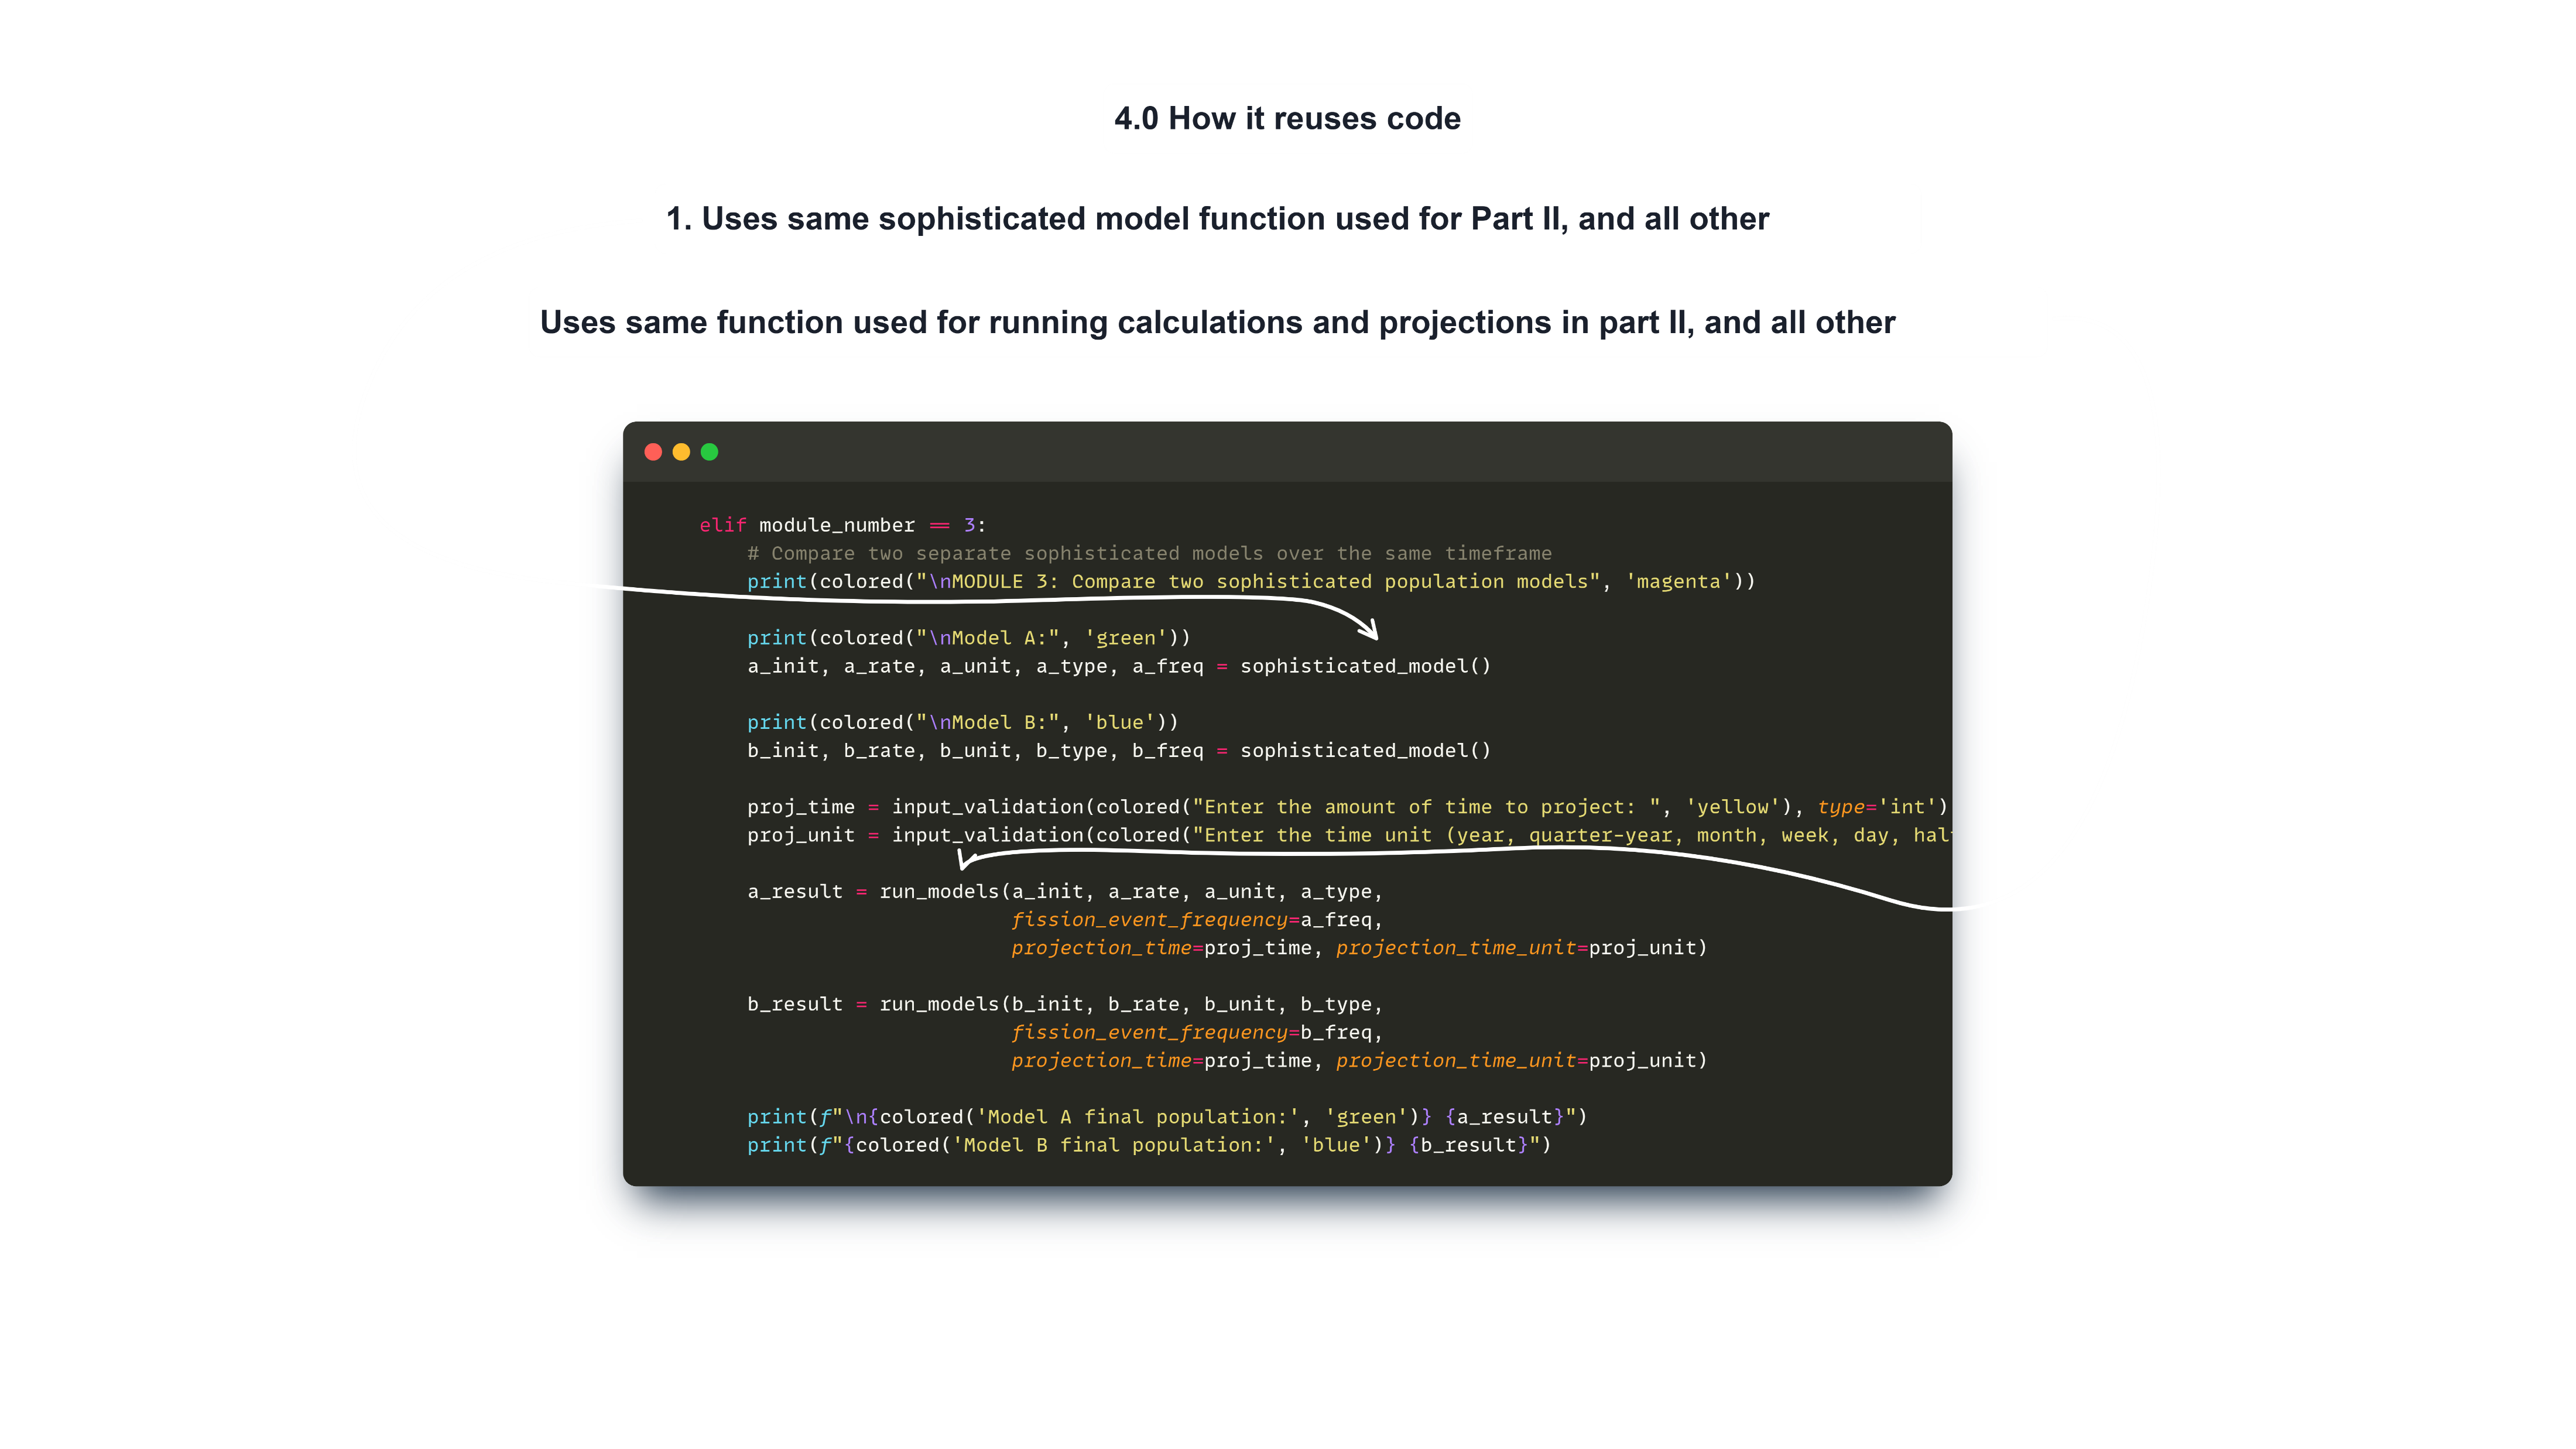 4.0 How it reuses code
1. Uses same sophisticated model function used for Part II, and all other
Uses same function used for running calculations and projections in part II, and all other
elif module_number == 3:
# Compare two separate sophisticated models over the same timeframe
print(colored("\nMODULE 3: Compare two sophisticated population models", 'magenta'))
print(colored("\nModel A:", 'green'))
a_init, a_rate, a_unit, a_type, a_freq = sophisticated_model()
print(colored("\nModel B:", 'blue'))
b_init, b_rate, b_unit, b_type, b_freq = sophisticated_model()
proj_time = input_validation(colored("Enter the amount of time to project: ", 'yellow'), type='int')
proj_unit = input_validation(colored("Enter the time unit (year, quarter-year, month, week, day,
a_result = run_models(a_init, a_rate, a_unit, a_type,
fission_event_frequency=a_freq,
projection_time=proj_time, projection_time_unit=proj_unit)
b_result = run_models(b_init, b_rate, b_unit, b_type,
fission_event_frequency=b_freq,
projection_time=proj_time, projection_time_unit=proj_unit)
print(f"\n{colored('Model A final population:', 'green')} {a_result}")
print(f"{colored('Model B final population:', 'blue')} {b_result}")